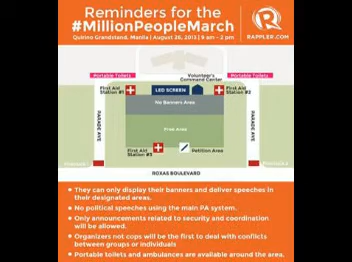 Reminders for the
#MillionPeopleMarch
Quirino Grandstand, Manila | August 26, 2013 | 9 am - 2 pm
RAPPLER.COM
Portable Toilets
Volunteer's
Command Center
Portable Toilets
First Aid
Station #1
LED SCREEN
First Aid
Station #2
No Banners Area
PARADE AVE
PARADE AVE
Free Area
First Aid
Station #3
Petition Area
ROXAS BOULEVARD
• They can only display their banners and deliver speeches in
their designated areas.
• No political speeches using the main PA system.
• Only announcements related to security and coordination
will be allowed.
• Organizers not cops will be the first to deal with conflicts
between groups or individuals
• Portable toilets and ambulances are available around the area.